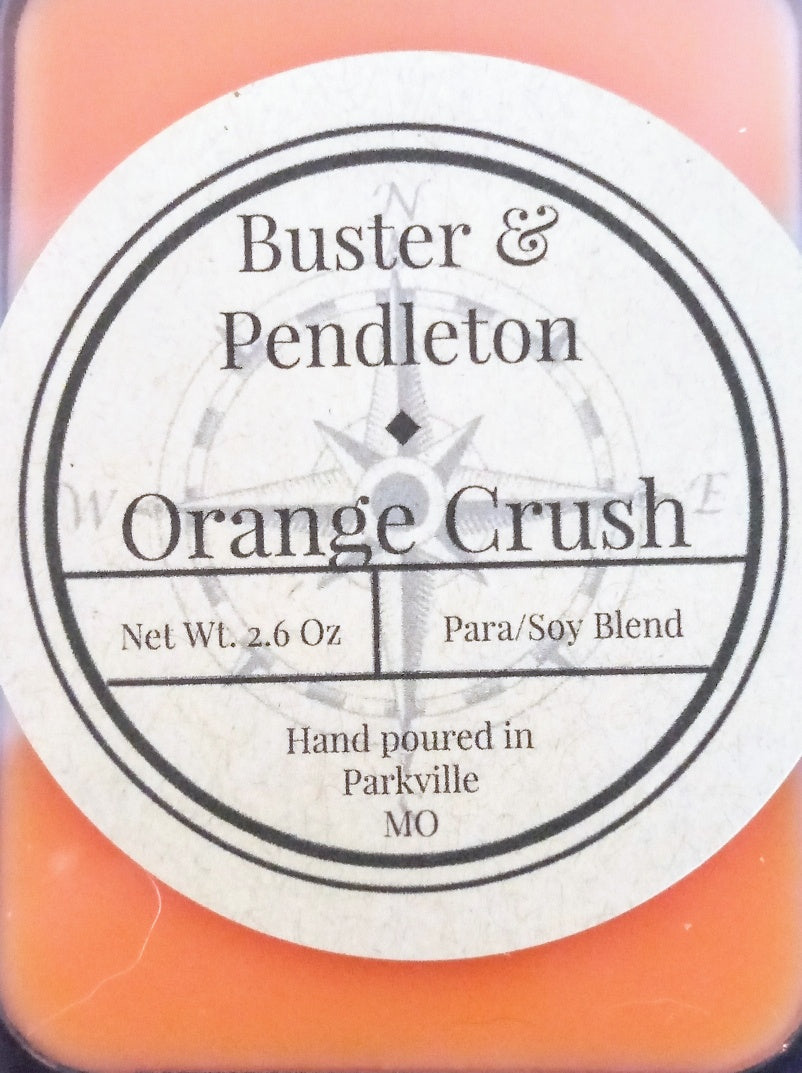 N
Buster &
Pendleton
W
E
Orange Crush
Net Wt. 2.6 Oz
Para/Soy Blend
Hand poured in
Parkville
MO